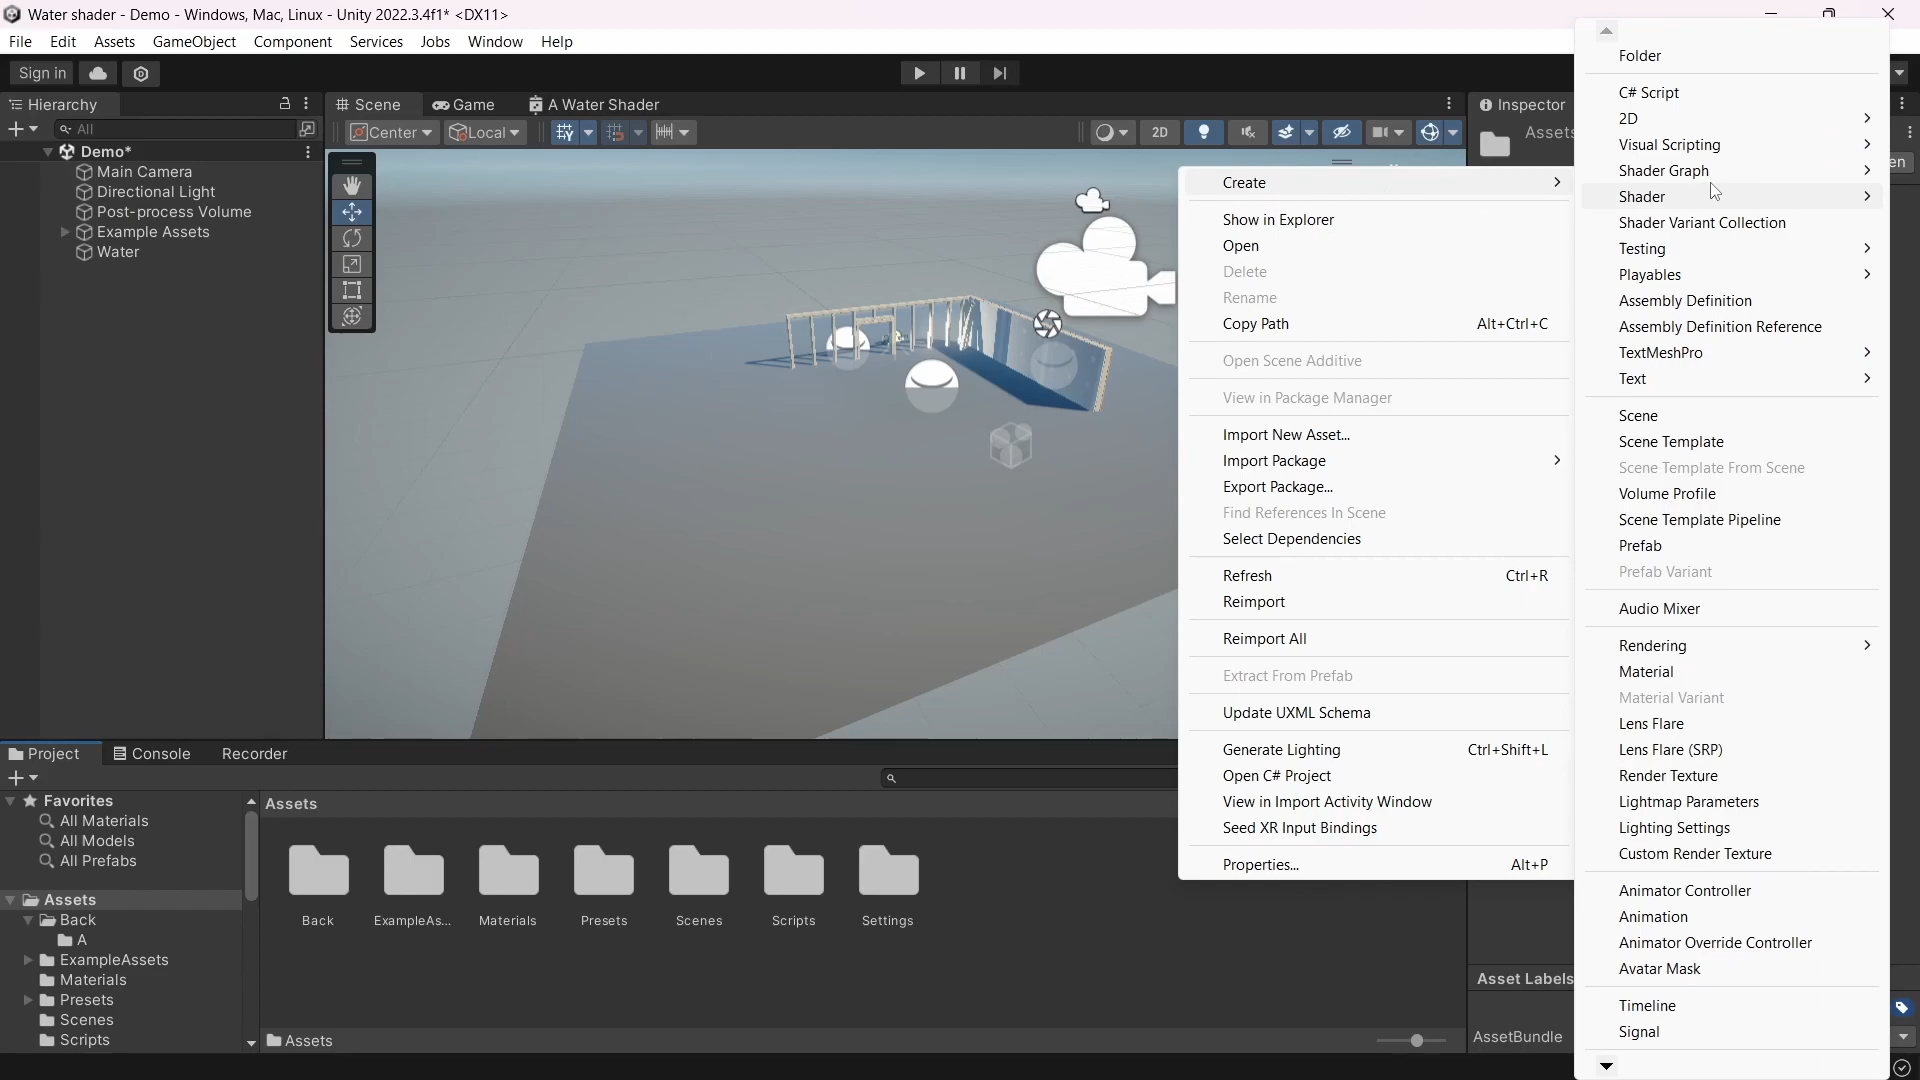 Water shader - Demo - Windows, Mac, Linux - Unity 2022.3.4f1* <DX11>
File Edit Assets GameObject Component Services Jobs Window Help
Sign in
Hierarchy
All
Demo*
Main Camera
Directional Light
Post-process Volume
Example Assets
Water
Scene Game A Water Shader
Center Local 2D
Inspector
Assets
Create
Show in Explorer
Open
Delete
Rename
Copy Path Alt+Ctrl+C
Open Scene Additive
View in Package Manager
Import New Asset...
Import Package
Export Package...
Find References In Scene
Select Dependencies
Refresh Ctrl+R
Reimport
Reimport All
Extract From Prefab
Update UXML Schema
Generate Lighting Ctrl+Shift+L
Open C# Project
View in Import Activity Window
Seed XR Input Bindings
Properties... Alt+P
Folder
C# Script
2D
Visual Scripting
Shader Graph
Shader
Shader Variant Collection
Testing
Playables
Assembly Definition
Assembly Definition Reference
TextMeshPro
Text
Scene
Scene Template
Scene Template From Scene
Volume Profile
Scene Template Pipeline
Prefab
Prefab Variant
Audio Mixer
Rendering
Material
Material Variant
Lens Flare
Lens Flare (SRP)
Render Texture
Lightmap Parameters
Lighting Settings
Custom Render Texture
Animator Controller
Animation
Animator Override Controller
Avatar Mask
Timeline
Signal
Project Console Recorder
Favorites
All Materials
All Models
All Prefabs
Assets
Back
A
ExampleAssets
Materials
Presets
Scenes
Scripts
Assets
Back ExampleAs... Materials Presets Scenes Scripts Settings
Assets
Asset Labels
AssetBundle